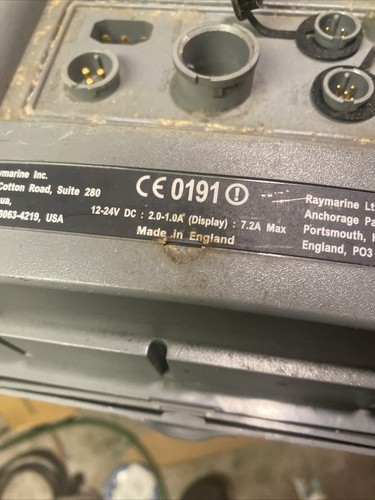 ymarine Inc.
Cotton Road, Suite 280
ua,
3063-4219, USA
CE 0191
12-24V DC : 2.0-1.0A (Display) : 7.2A Max
Made in England
Raymarine Lt
Anchorage Pa
Portsmouth, H
England, PO3